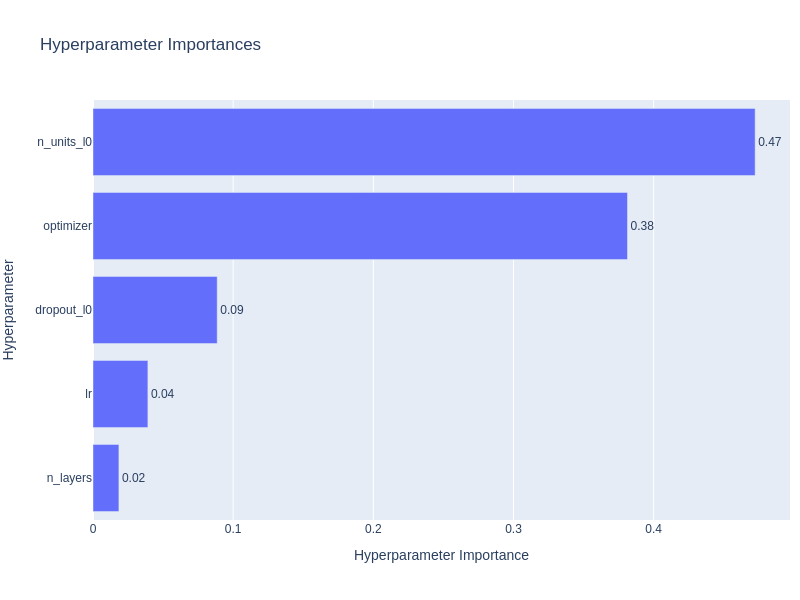 Hyperparameter Importances
Hyperparameter
n_units_l0
0.47
optimizer
0.38
dropout_l0
0.09
lr
0.04
n_layers
0.02
0
0.1
0.2
0.3
0.4
Hyperparameter Importance